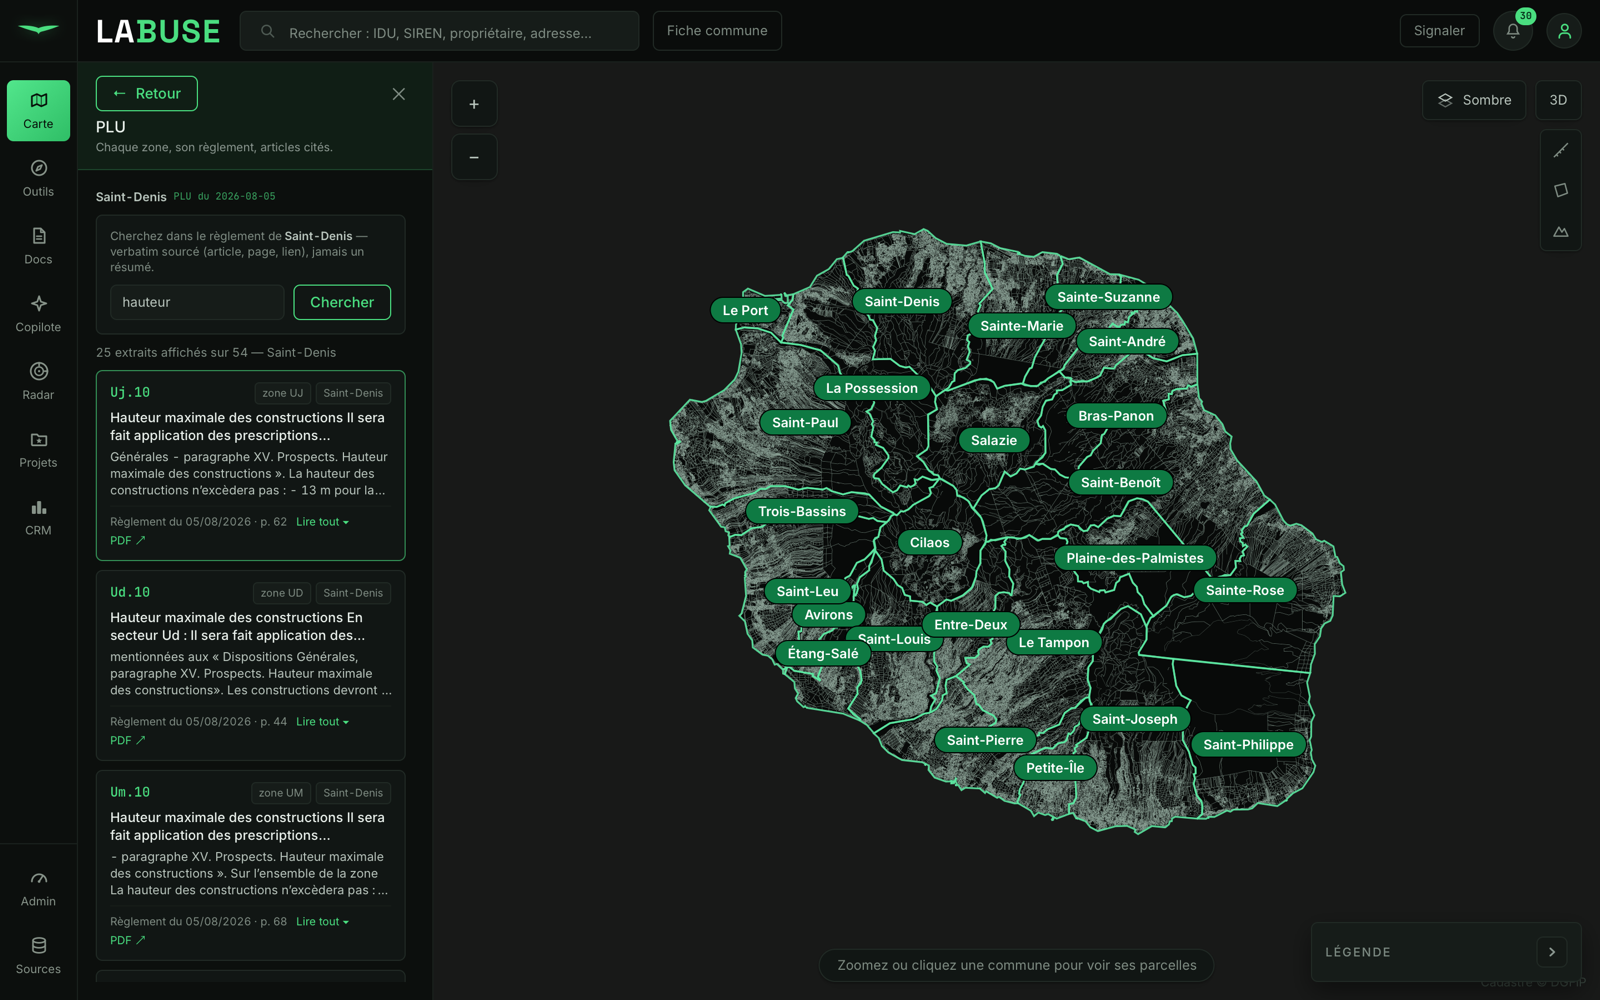 LABUSE
Rechercher : IDU, SIREN, propriétaire, adresse...
Fiche commune
Signaler
30
Carte
Outils
Docs
Copilote
Radar
Projets
CRM
Admin
Sources
← Retour
PLU
Chaque zone, son règlement, articles cités.
Saint-Denis PLU du 2026-08-05
Cherchez dans le règlement de Saint-Denis —
verbatim sourcé (article, page, lien), jamais un
résumé.
hauteur
Chercher
25 extraits affichés sur 54 — Saint-Denis
Uj.10 zone UJ Saint-Denis
Hauteur maximale des constructions Il sera
fait application des prescriptions...
Générales - paragraphe XV. Prospects. Hauteur
maximale des constructions ». La hauteur des
constructions n'excèdera pas : - 13 m pour la...
Règlement du 05/08/2026 · p. 62 Lire tout
PDF ↗
Ud.10 zone UD Saint-Denis
Hauteur maximale des constructions En
secteur Ud : Il sera fait application des...
mentionnées aux « Dispositions Générales,
paragraphe XV. Prospects. Hauteur maximale
des constructions». Les constructions devront ...
Règlement du 05/08/2026 · p. 44 Lire tout
PDF ↗
Um.10 zone UM Saint-Denis
Hauteur maximale des constructions Il sera
fait application des prescriptions...
- paragraphe XV. Prospects. Hauteur maximale
des constructions ». Sur l'ensemble de la zone
La hauteur des constructions n'excèdera pas : ...
Règlement du 05/08/2026 · p. 68 Lire tout
PDF ↗
+
−
Sombre
3D
Le Port
Saint-Denis
Sainte-Suzanne
Sainte-Marie
Saint-André
La Possession
Saint-Paul
Bras-Panon
Salazie
Saint-Benoît
Trois-Bassins
Cilaos
Plaine-des-Palmistes
Saint-Leu
Sainte-Rose
Avirons
Entre-Deux
Saint-Louis
Le Tampon
Étang-Salé
Saint-Joseph
Saint-Pierre
Saint-Philippe
Petite-Île
Zoomez ou cliquez une commune pour voir ses parcelles
LÉGENDE
Cadastre © DGFiP